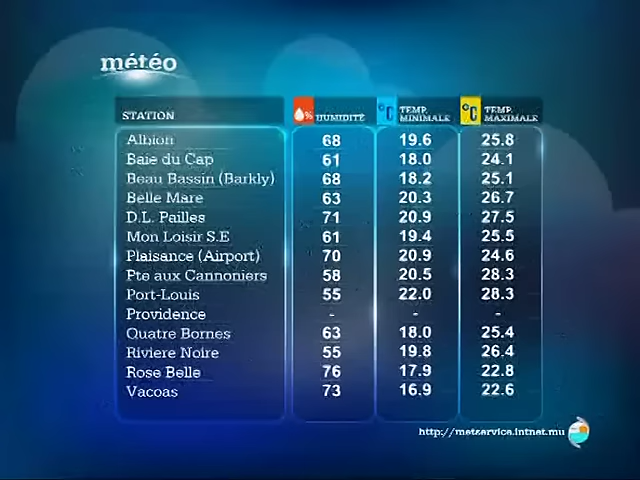 météo
STATION % HUMIDITÉ °C TEMP. MINIMALE °C TEMP. MAXIMALE
Albion 68 19.6 25.8
Baie du Cap 61 18.0 24.1
Beau Bassin (Barkly) 68 18.2 25.1
Belle Mare 63 20.3 26.7
D.L. Pailles 71 20.9 27.5
Mon Loisir S.E 61 19.4 25.5
Plaisance (Airport) 70 20.9 24.6
Pte aux Cannoniers 58 20.5 28.3
Port-Louis 55 22.0 28.3
Providence - - -
Quatre Bornes 63 18.0 25.4
Riviere Noire 55 19.8 26.4
Rose Belle 76 17.9 22.8
Vacoas 73 16.9 22.6
http://metservice.intnet.mu